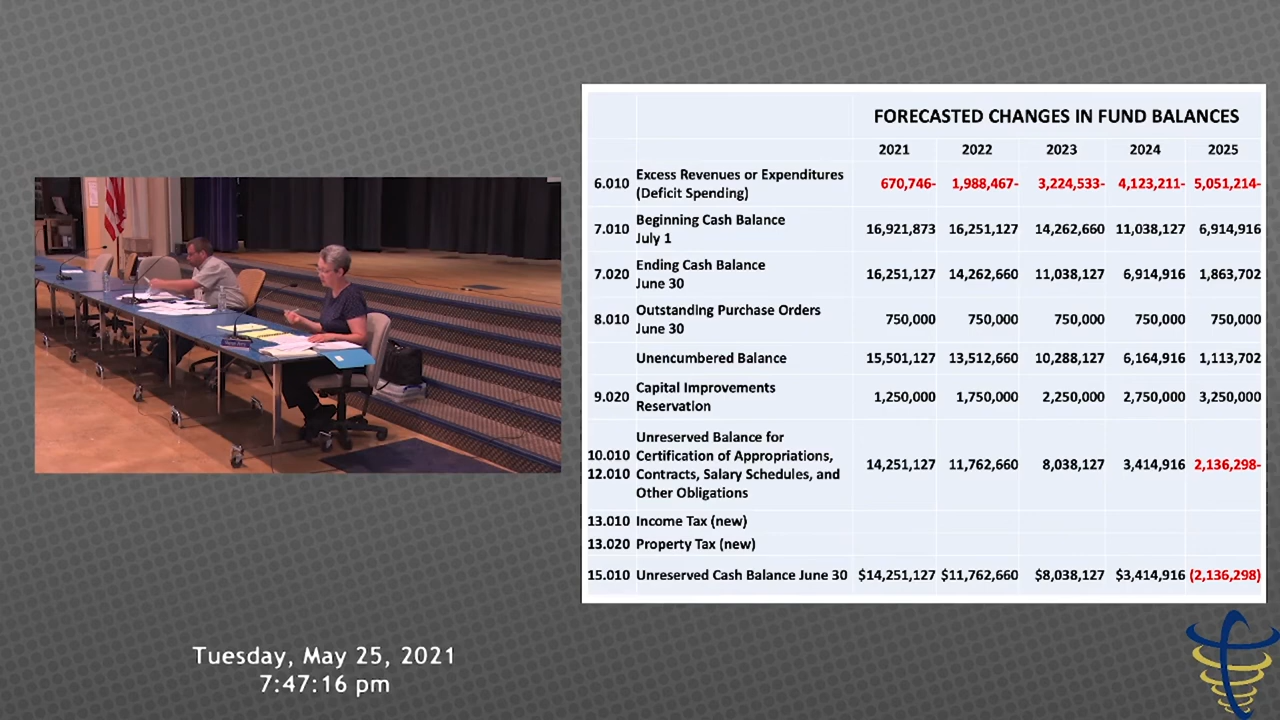 FORECASTED CHANGES IN FUND BALANCES
2021 2022 2023 2024 2025
6.010 Excess Revenues or Expenditures (Deficit Spending) 670,746- 1,988,467- 3,224,533- 4,123,211- 5,051,214-
7.010 Beginning Cash Balance July 1 16,921,873 16,251,127 14,262,660 11,038,127 6,914,916
7.020 Ending Cash Balance June 30 16,251,127 14,262,660 11,038,127 6,914,916 1,863,702
8.010 Outstanding Purchase Orders June 30 750,000 750,000 750,000 750,000 750,000
Unencumbered Balance 15,501,127 13,512,660 10,288,127 6,164,916 1,113,702
9.020 Capital Improvements Reservation 1,250,000 1,750,000 2,250,000 2,750,000 3,250,000
10.010 12.010 Unreserved Balance for Certification of Appropriations, Contracts, Salary Schedules, and Other Obligations 14,251,127 11,762,660 8,038,127 3,414,916 2,136,298-
13.010 Income Tax (new)
13.020 Property Tax (new)
15.010 Unreserved Cash Balance June 30 $14,251,127 $11,762,660 $8,038,127 $3,414,916 (2,136,298)
Tuesday, May 25, 2021
7:47:16 pm